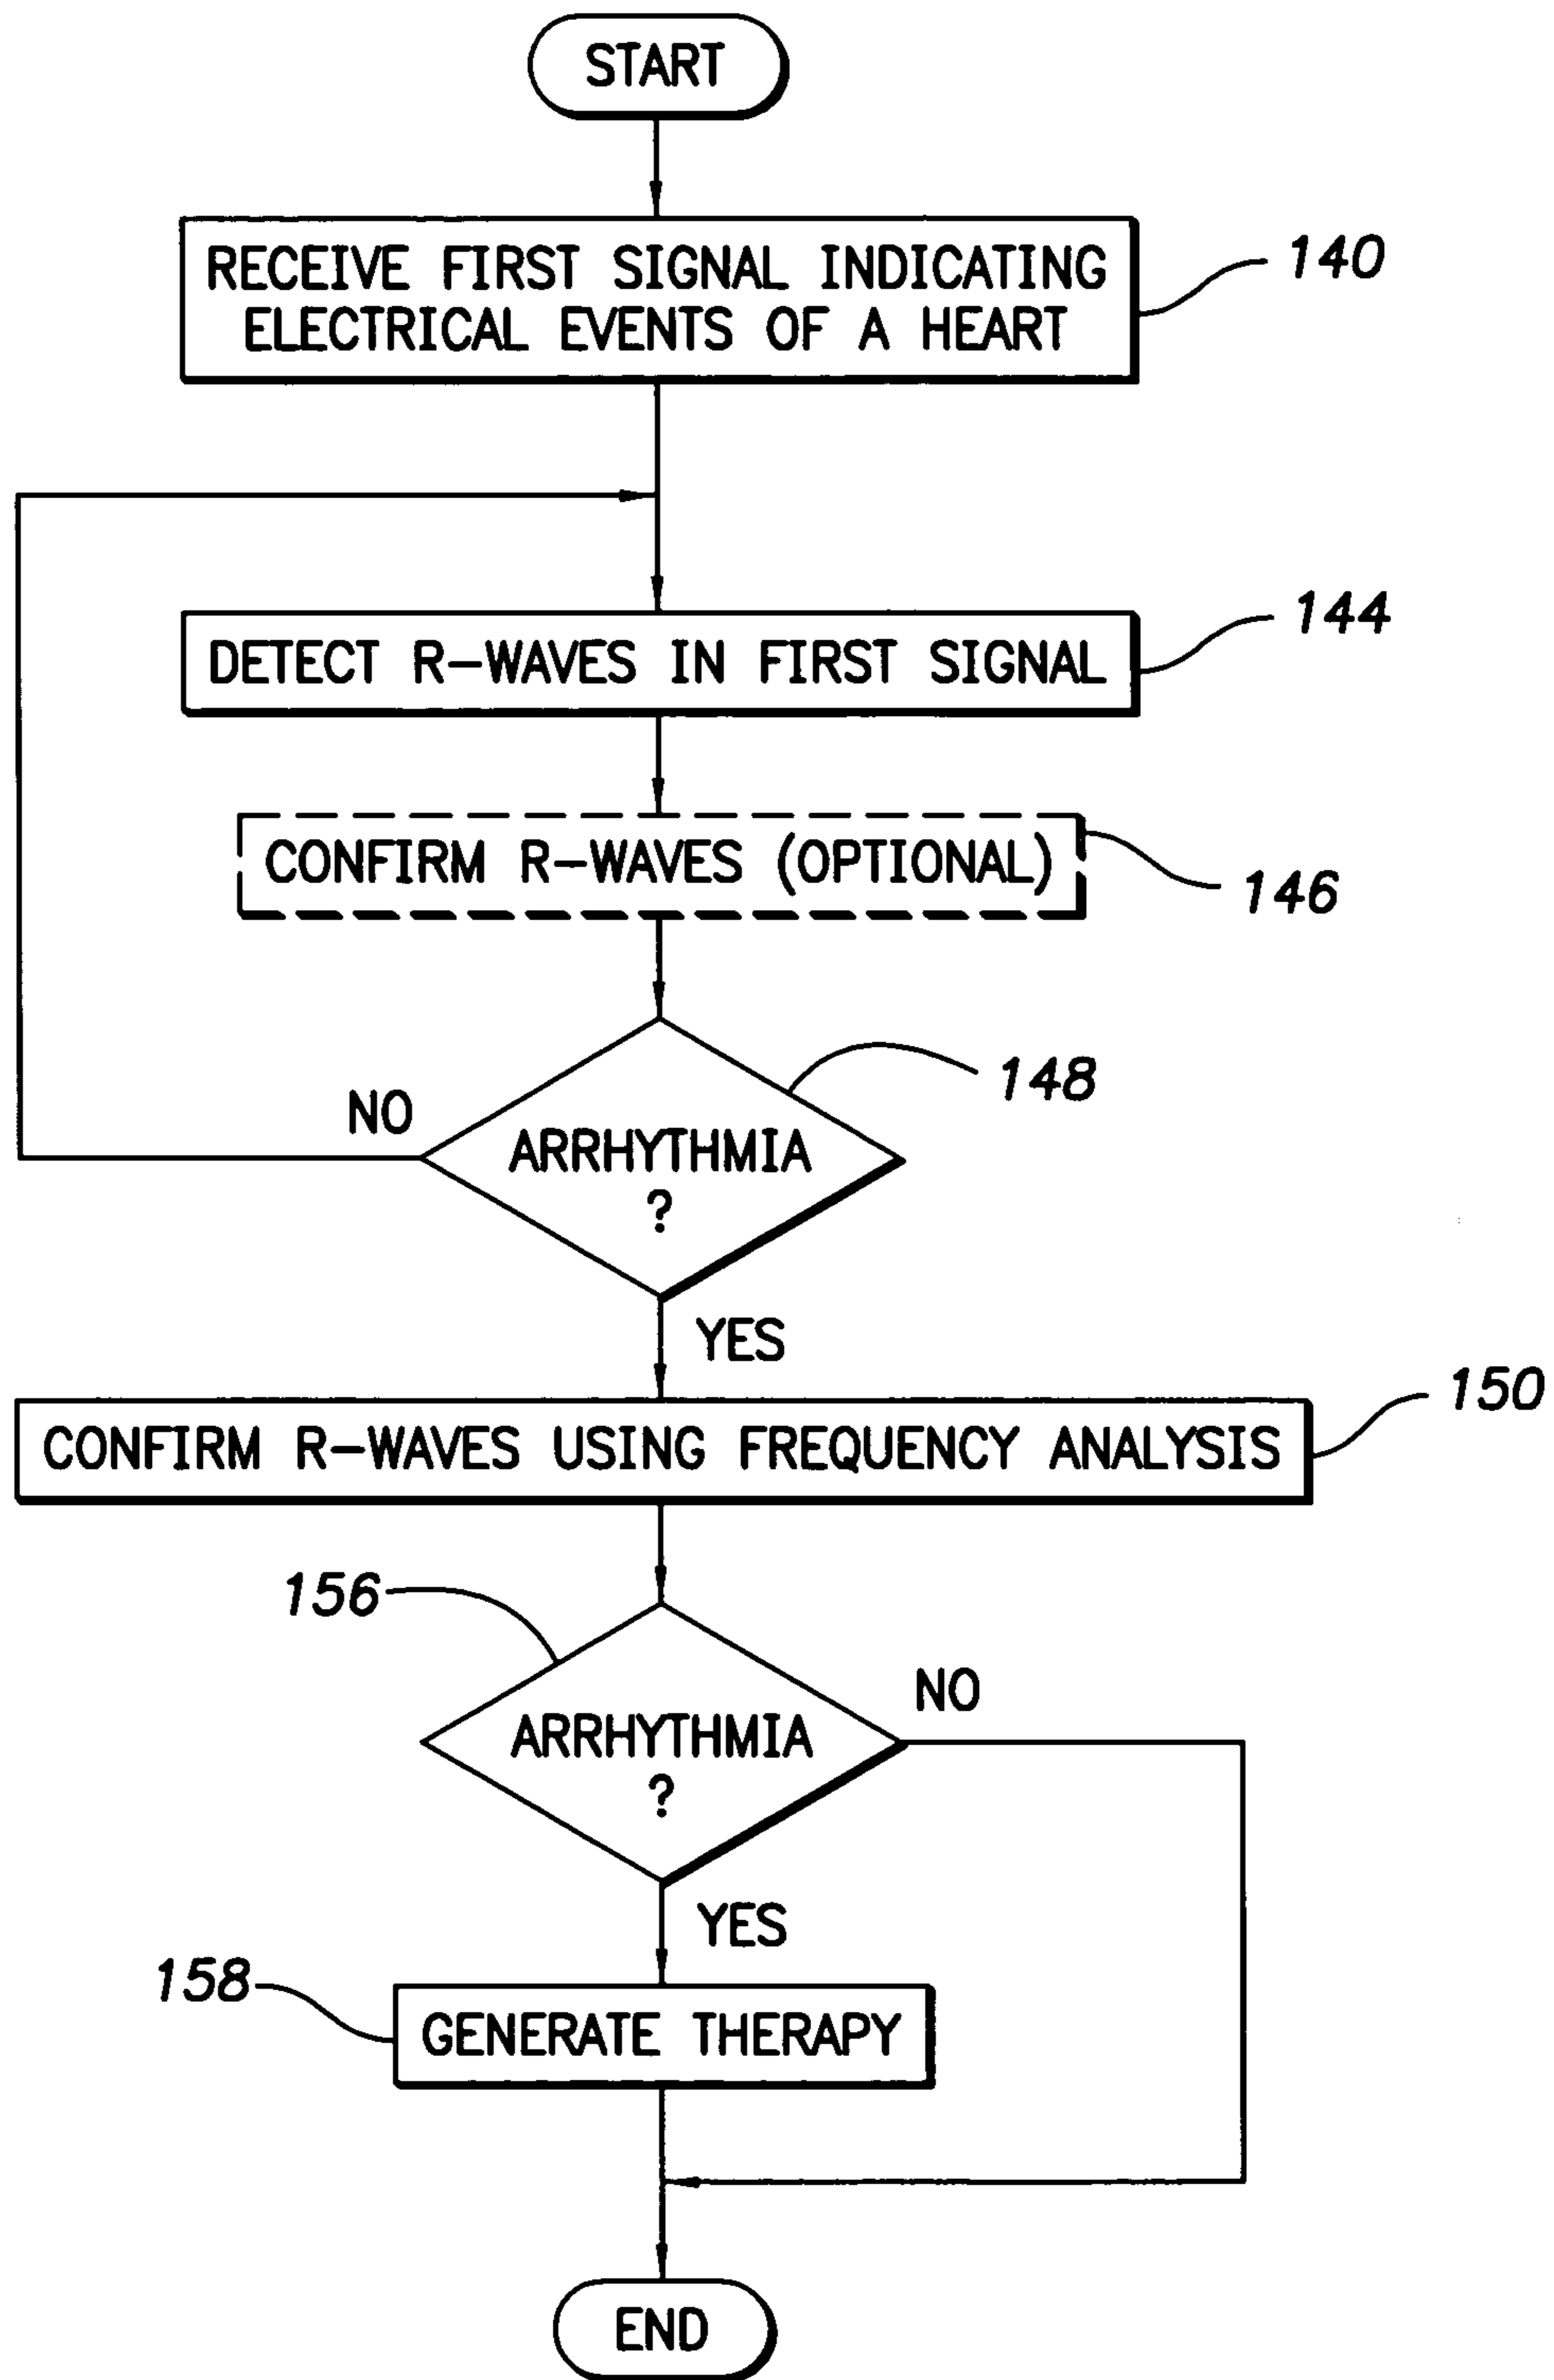 START
RECEIVE FIRST SIGNAL INDICATING
ELECTRICAL EVENTS OF A HEART
140
DETECT R-WAVES IN FIRST SIGNAL
144
CONFIRM R-WAVES (OPTIONAL)
146
148
NO
ARRHYTHMIA
?
YES
150
CONFIRM R-WAVES USING FREQUENCY ANALYSIS
156
NO
ARRHYTHMIA
?
YES
158
GENERATE THERAPY
END